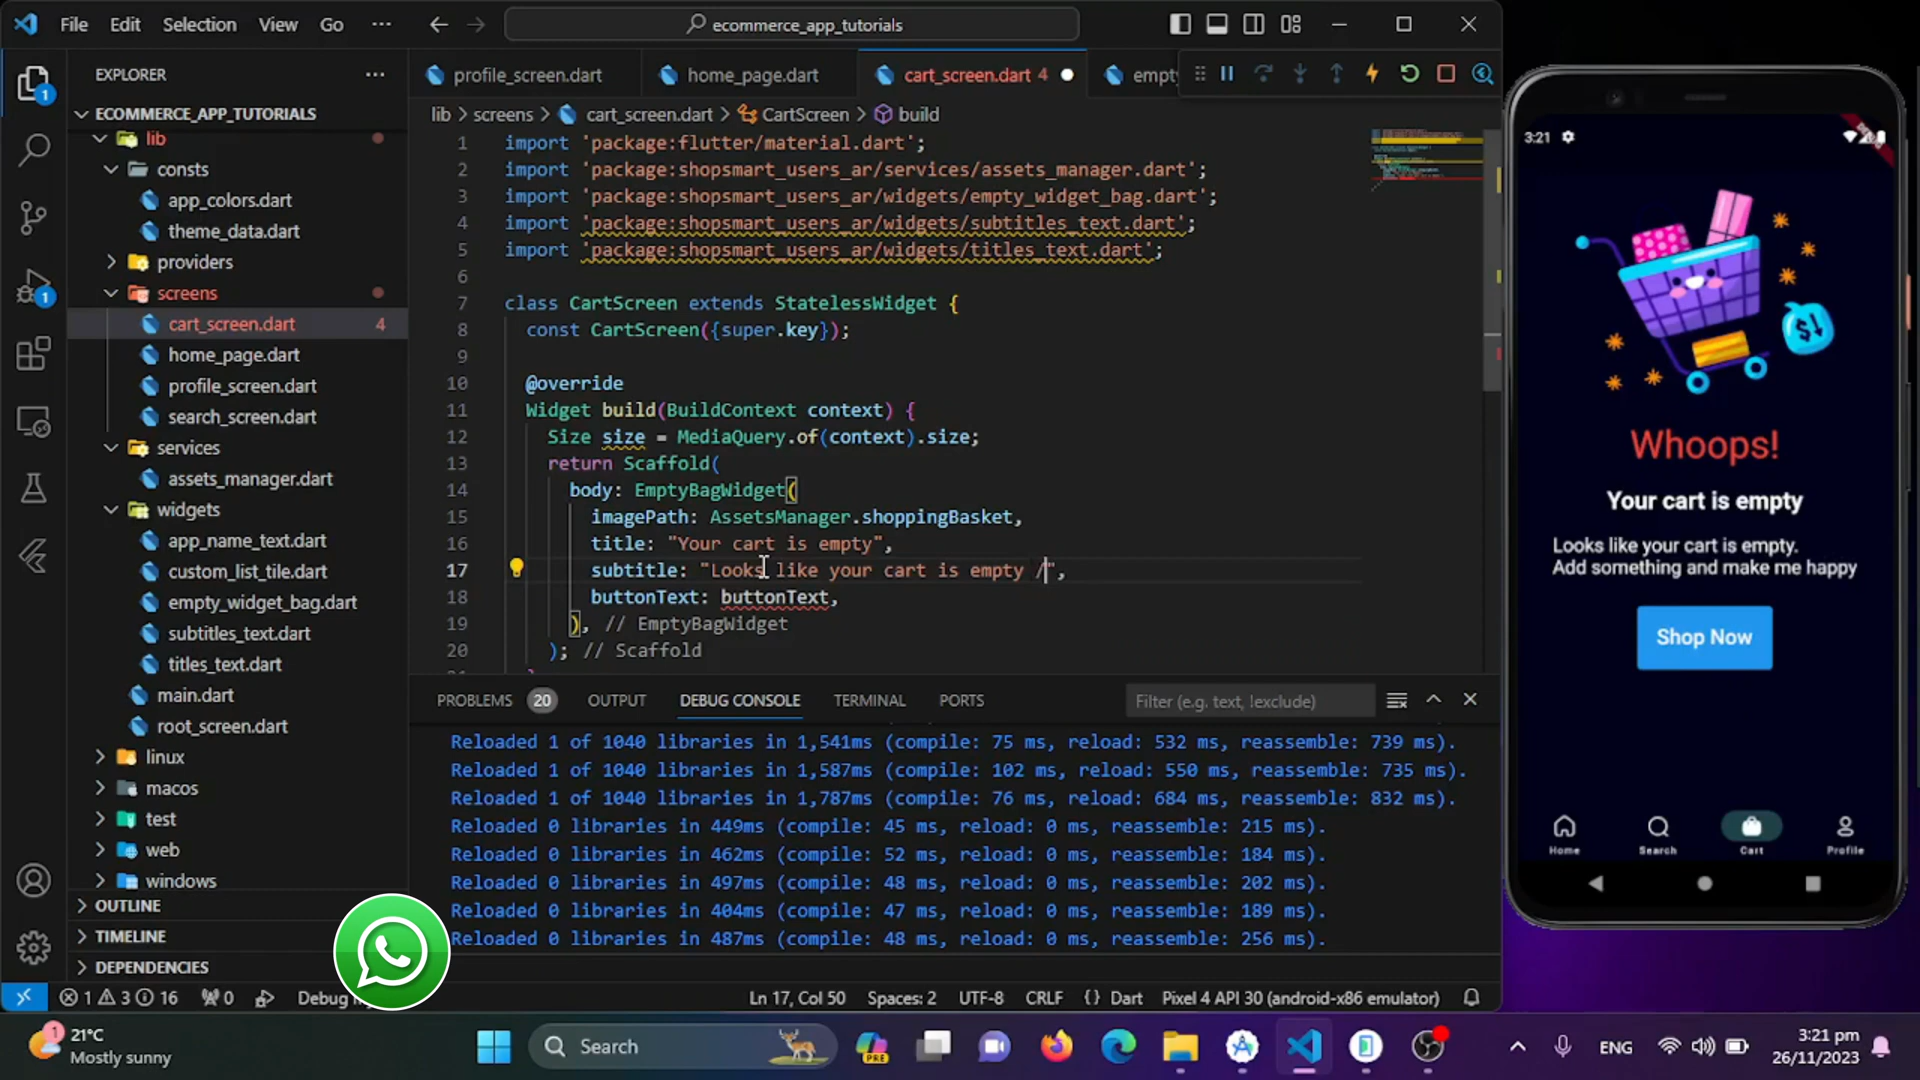 File Edit Selection View Go ··· ecommerce_app_tutorials
EXPLORER ···
profile_screen.dart home_page.dart cart_screen.dart 4 empty
ECOMMERCE_APP_TUTORIALS
lib > screens > cart_screen.dart > CartScreen > build
lib
consts
app_colors.dart
theme_data.dart
providers
screens
cart_screen.dart 4
home_page.dart
profile_screen.dart
search_screen.dart
services
assets_manager.dart
widgets
app_name_text.dart
custom_list_tile.dart
empty_widget_bag.dart
subtitles_text.dart
titles_text.dart
main.dart
root_screen.dart
linux
macos
test
web
windows
OUTLINE
TIMELINE
DEPENDENCIES
1 import 'package:flutter/material.dart';
2 import 'package:shopsmart_users_ar/services/assets_manager.dart';
3 import 'package:shopsmart_users_ar/widgets/empty_widget_bag.dart';
4 import 'package:shopsmart_users_ar/widgets/subtitles_text.dart';
5 import 'package:shopsmart_users_ar/widgets/titles_text.dart';
6
7 class CartScreen extends StatelessWidget {
8 const CartScreen({super.key});
9
10 @override
11 Widget build(BuildContext context) {
12 Size size = MediaQuery.of(context).size;
13 return Scaffold(
14 body: EmptyBagWidget(
15 imagePath: AssetsManager.shoppingBasket,
16 title: "Your cart is empty",
17 subtitle: "Looks like your cart is empty /",
18 buttonText: buttonText,
19 ), // EmptyBagWidget
20 ); // Scaffold
PROBLEMS 20 OUTPUT DEBUG CONSOLE TERMINAL PORTS Filter (e.g. text, !exclude)
Reloaded 1 of 1040 libraries in 1,541ms (compile: 75 ms, reload: 532 ms, reassemble: 739 ms).
Reloaded 1 of 1040 libraries in 1,587ms (compile: 102 ms, reload: 550 ms, reassemble: 735 ms).
Reloaded 1 of 1040 libraries in 1,787ms (compile: 76 ms, reload: 684 ms, reassemble: 832 ms).
Reloaded 0 libraries in 449ms (compile: 45 ms, reload: 0 ms, reassemble: 215 ms).
Reloaded 0 libraries in 462ms (compile: 52 ms, reload: 0 ms, reassemble: 184 ms).
Reloaded 0 libraries in 497ms (compile: 48 ms, reload: 0 ms, reassemble: 202 ms).
Reloaded 0 libraries in 404ms (compile: 47 ms, reload: 0 ms, reassemble: 189 ms).
Reloaded 0 libraries in 487ms (compile: 48 ms, reload: 0 ms, reassemble: 256 ms).
1 3 16 0 Debug Ln 17, Col 50 Spaces: 2 UTF-8 CRLF {} Dart Pixel 4 API 30 (android-x86 emulator)
3:21
Whoops!
Your cart is empty
Looks like your cart is empty.
Add something and make me happy
Shop Now
Home Search Cart Profile
1 21°C
Mostly sunny
Search
PRE
ENG
3:21 pm
26/11/2023